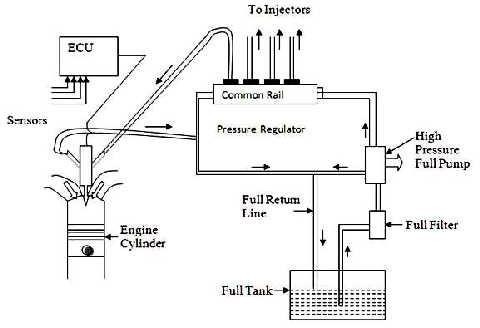 To Injectors
ECU
Common Rail
Sensors
Pressure Regulator
High
Pressure
Full Pump
Full Return
Line
Engine
Cylinder
Full Filter
Full Tank